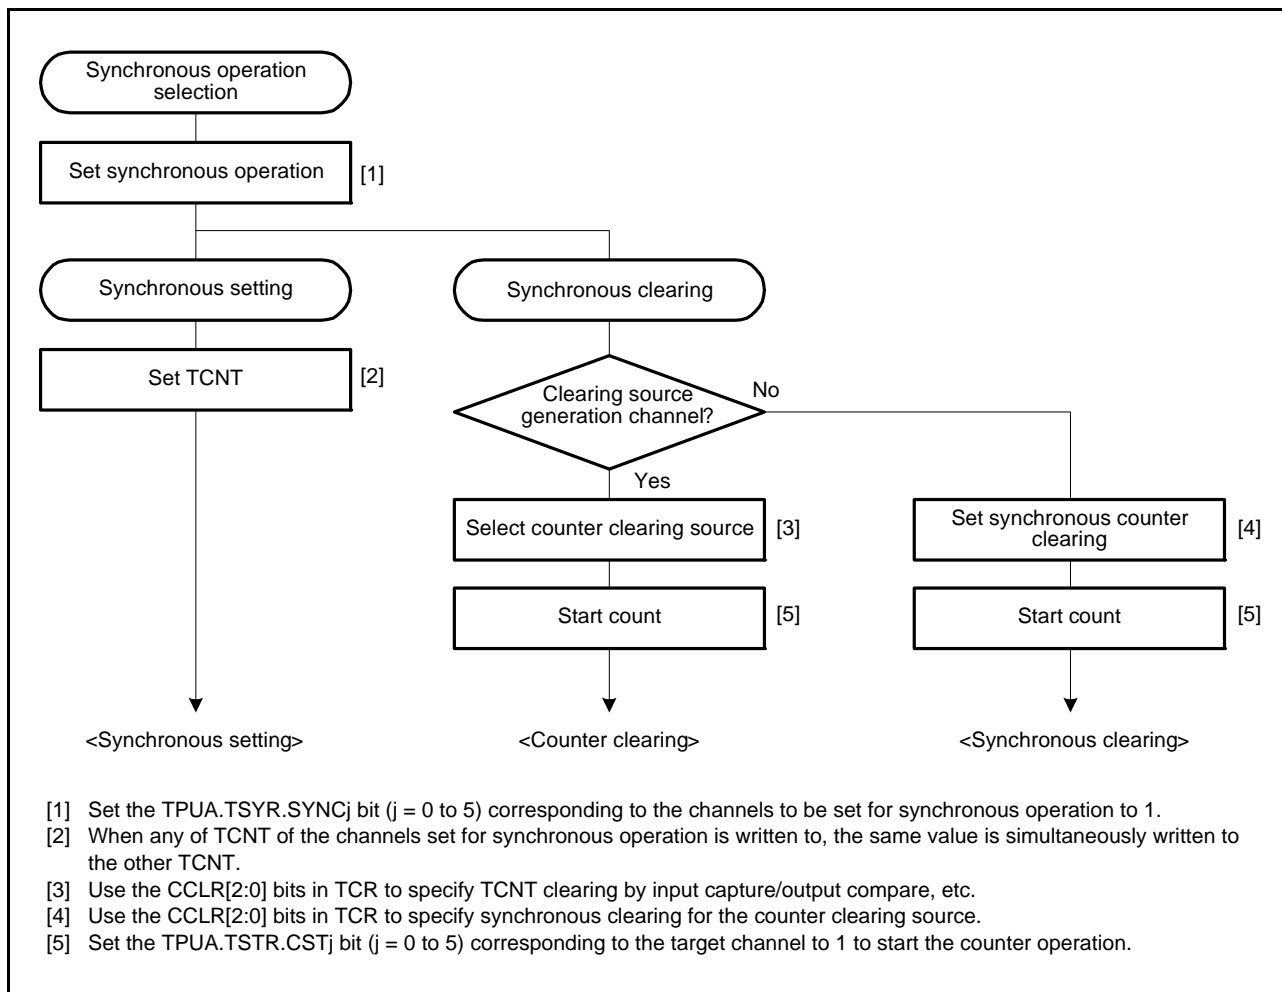 Synchronous operation
selection
Set synchronous operation [1]
Synchronous setting
Synchronous clearing
Set TCNT [2]
Clearing source
generation channel?
No
Yes
Select counter clearing source [3]
Set synchronous counter
clearing
[4]
Start count [5]
Start count [5]
<Synchronous setting>
<Counter clearing>
<Synchronous clearing>
[1] Set the TPUA.TSYR.SYNCj bit (j = 0 to 5) corresponding to the channels to be set for synchronous operation to 1.
[2] When any of TCNT of the channels set for synchronous operation is written to, the same value is simultaneously written to
the other TCNT.
[3] Use the CCLR[2:0] bits in TCR to specify TCNT clearing by input capture/output compare, etc.
[4] Use the CCLR[2:0] bits in TCR to specify synchronous clearing for the counter clearing source.
[5] Set the TPUA.TSTR.CSTj bit (j = 0 to 5) corresponding to the target channel to 1 to start the counter operation.